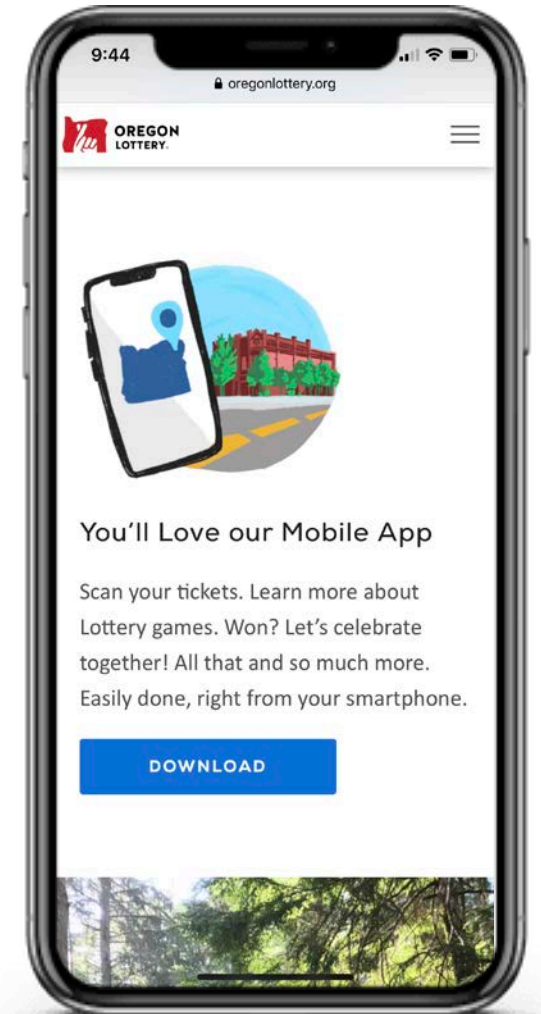 9:44
oregonlottery.org
OREGON
LOTTERY.
You'll Love our Mobile App
Scan your tickets. Learn more about
Lottery games. Won? Let's celebrate
together! All that and so much more.
Easily done, right from your smartphone.
DOWNLOAD